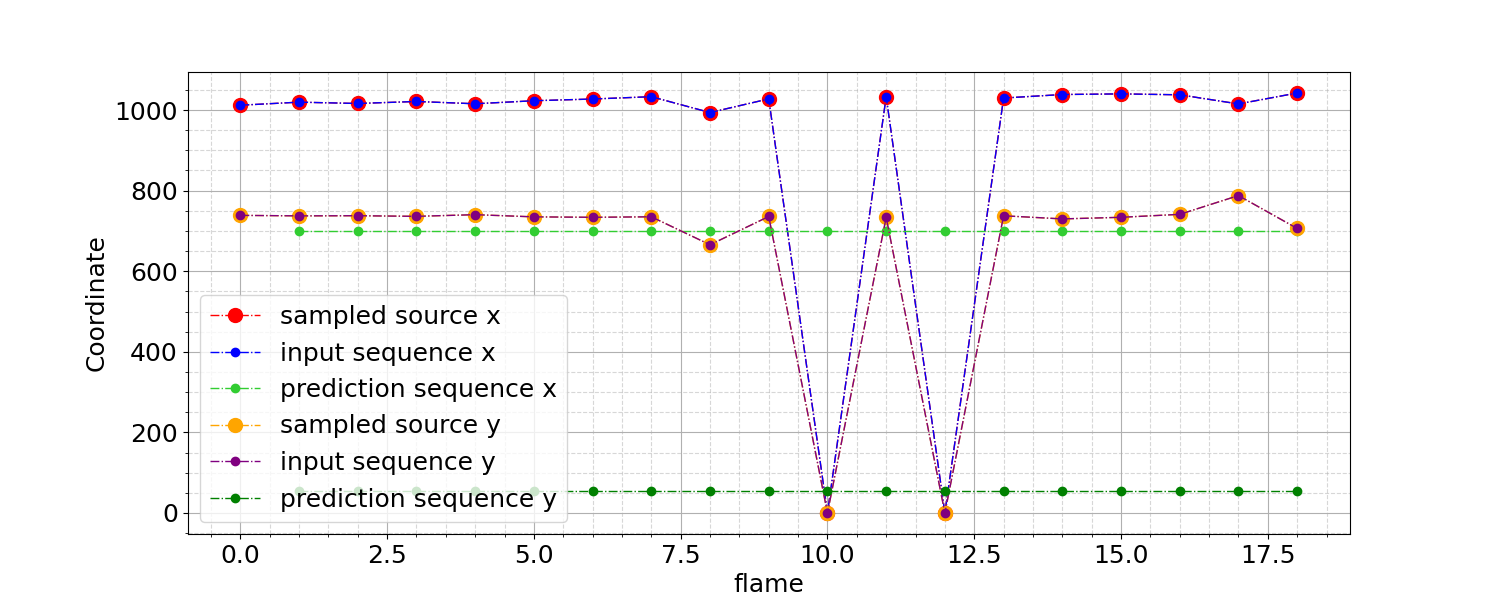 1000
800
600
400
200
0
Coordinate
sampled source x
input sequence x
prediction sequence x
sampled source y
input sequence y
prediction sequence y
0.0 2.5 5.0 7.5 10.0 12.5 15.0 17.5
flame